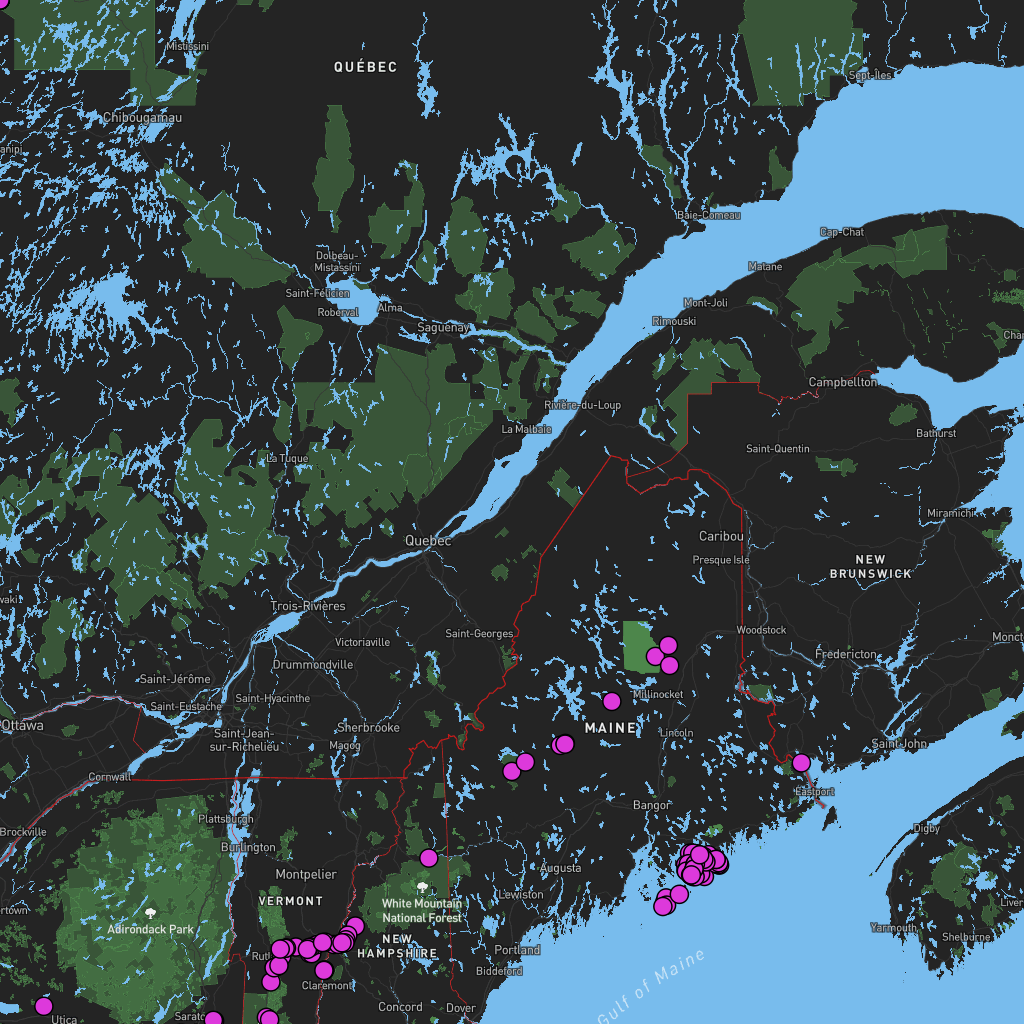 Mistissini
QUÉBEC
Sept-Îles
Chibougamau
Baie-Comeau
Cap-Chat
Dolbeau-
Mistassini
Matane
Saint-Félicien
Roberval
Alma
Mont-Joli
Saguenay
Rimouski
Campbellton
Rivière-du-Loup
La Malbaie
Bathurst
La Tuque
Saint-Quentin
Miramichi
Caribou
Quebec
Presque Isle
NEW
BRUNSWICK
Trois-Rivières
Saint-Georges
Woodstock
Victoriaville
Fredericton
Drummondville
Saint-Jérôme
Millinocket
Saint-Hyacinthe
Saint-Eustache
Ottawa
Sherbrooke
MAINE
Saint-Jean-
sur-Richelieu
Magog
Lincoln
Saint-John
Cornwall
Eastport
Bangor
Plattsburgh
Brockville
Digby
Burlington
Augusta
Montpelier
Lewiston
VERMONT
White Mountain
National Forest
Adirondack Park
Yarmouth
Shelburne
NEW
HAMPSHIRE
Portland
Biddeford
Claremont
Gulf of Maine
Concord
Dover
Utica